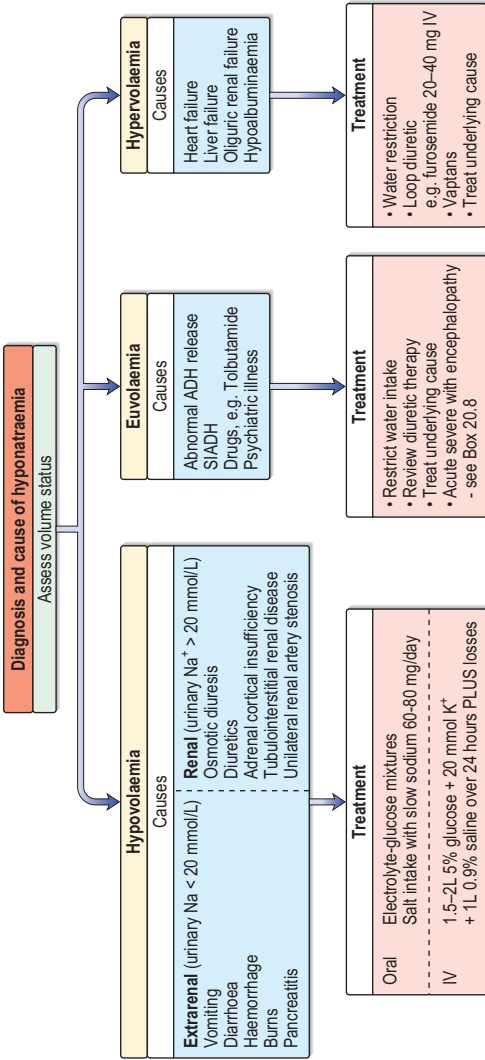 Diagnosis and cause of hyponatraemia
Assess volume status
Hypovolaemia
Causes
Extrarenal (urinary Na < 20 mmol/L)
Vomiting
Diarrhoea
Haemorrhage
Burns
Pancreatitis
Renal (urinary Na⁺ > 20 mmol/L)
Osmotic diuresis
Diuretics
Adrenal cortical insufficiency
Tubulointerstitial renal disease
Unilateral renal artery stenosis
Treatment
Oral Electrolyte-glucose mixtures
Salt intake with slow sodium 60-80 mg/day
IV 1.5–2L 5% glucose + 20 mmol K⁺
+ 1L 0.9% saline over 24 hours PLUS losses
Euvolaemia
Causes
Abnormal ADH release
SIADH
Drugs, e.g. Tolbutamide
Psychiatric illness
Treatment
• Restrict water intake
• Review diuretic therapy
• Treat underlying cause
• Acute severe with encephalopathy
- see Box 20.8
Hypervolaemia
Causes
Heart failure
Liver failure
Oliguric renal failure
Hypoalbuminaemia
Treatment
• Water restriction
• Loop diuretic
e.g. furosemide 20–40 mg IV
• Vaptans
• Treat underlying cause